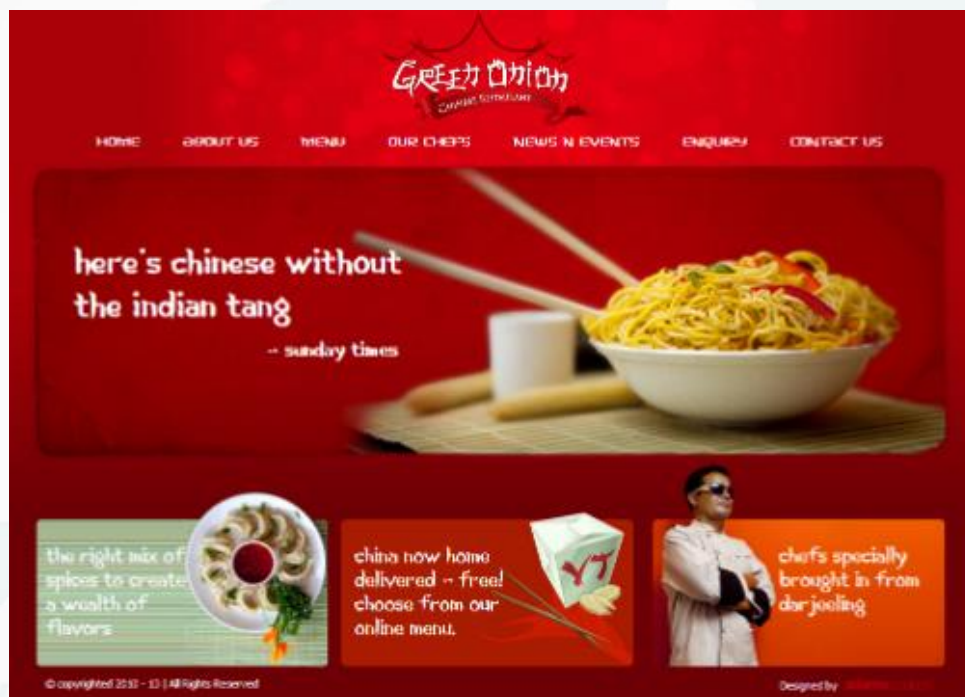 Green Onion
Chinese Restaurant
HOME ABOUT US MENU OUR CHEFS NEWS N EVENTS ENQUIRY CONTACT US
here's chinese without
the indian tang
- sunday times
the right mix of
spices to create
a wealth of
flavors
china now home
delivered - free!
choose from our
online menu.
chefs specially
brought in from
darjeeling
© copyrighted 2010 - 13 | All Rights Reserved
Designed by